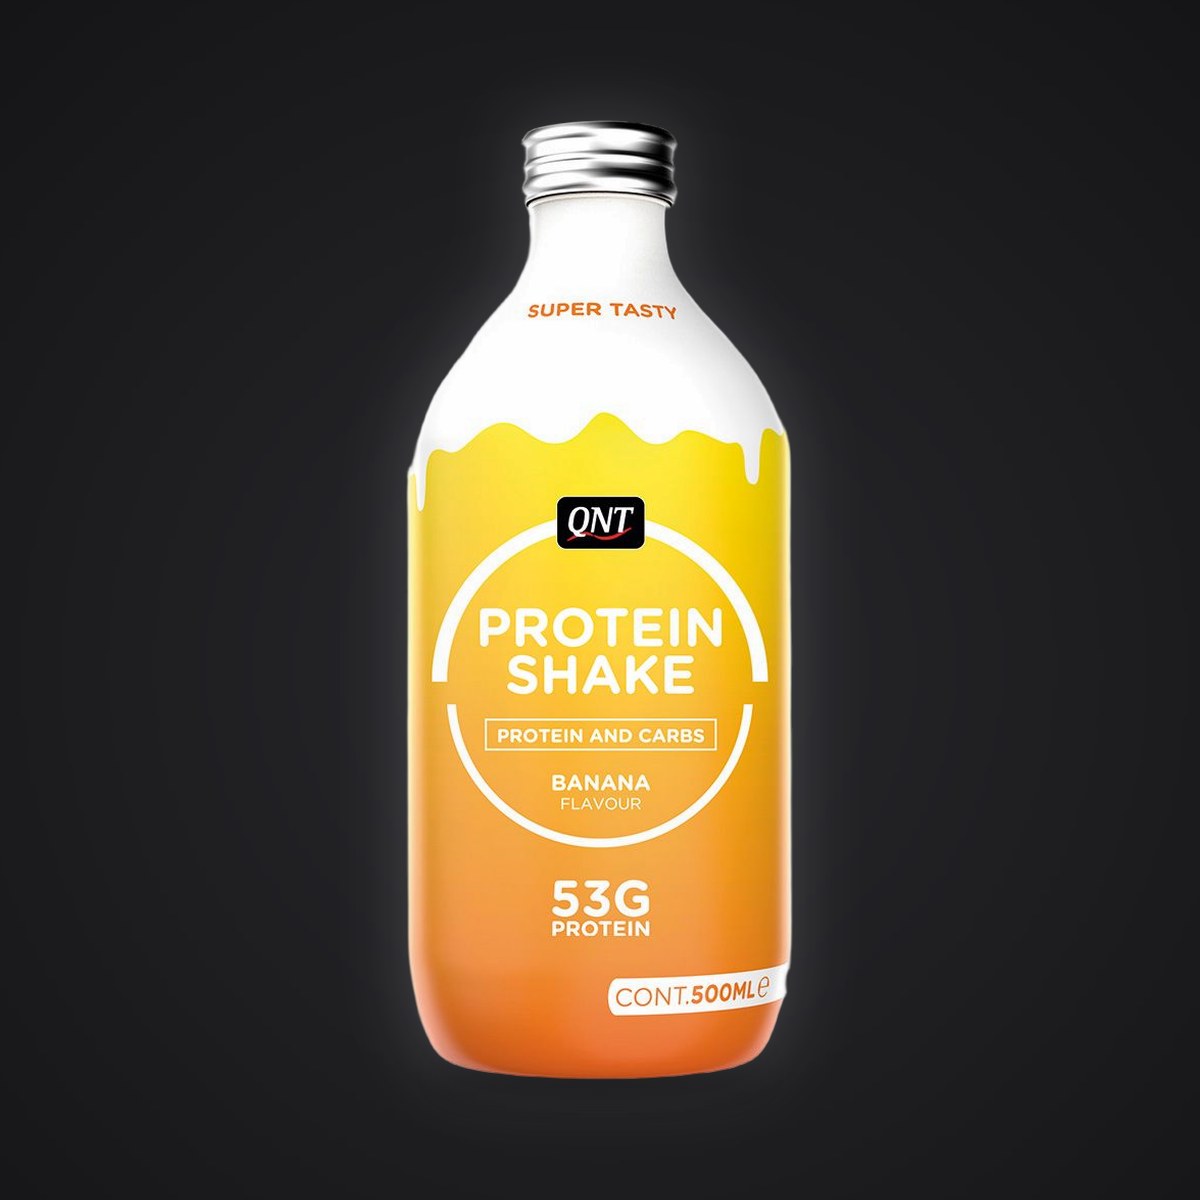 SUPER TASTY
QNT
PROTEIN
SHAKE
PROTEIN AND CARBS
BANANA
FLAVOUR
53G
PROTEIN
CONT.500ML℮